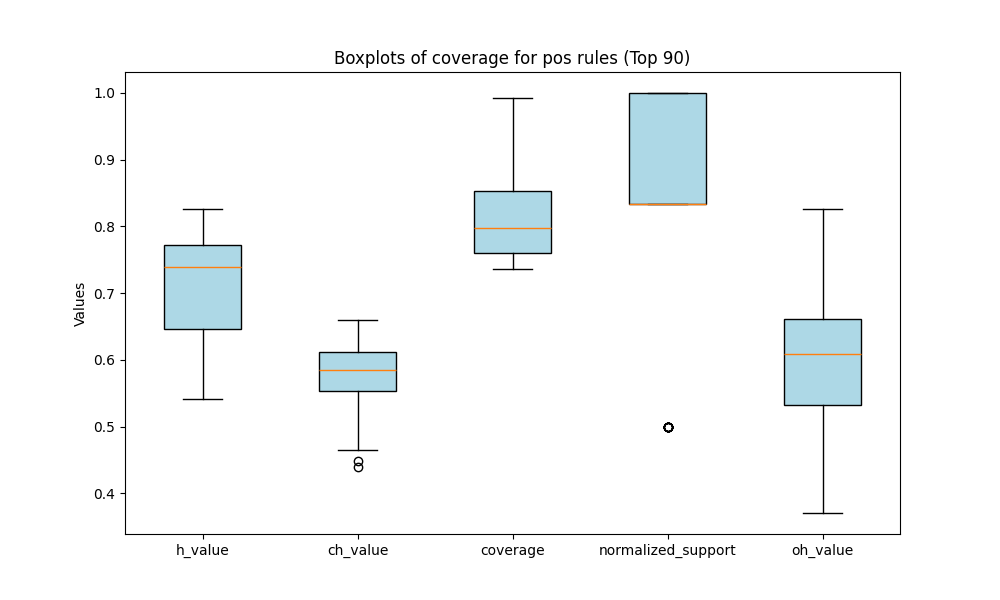 Boxplots of coverage for pos rules (Top 90)
Values
1.0
0.9
0.8
0.7
0.6
0.5
0.4
h_value ch_value coverage normalized_support oh_value